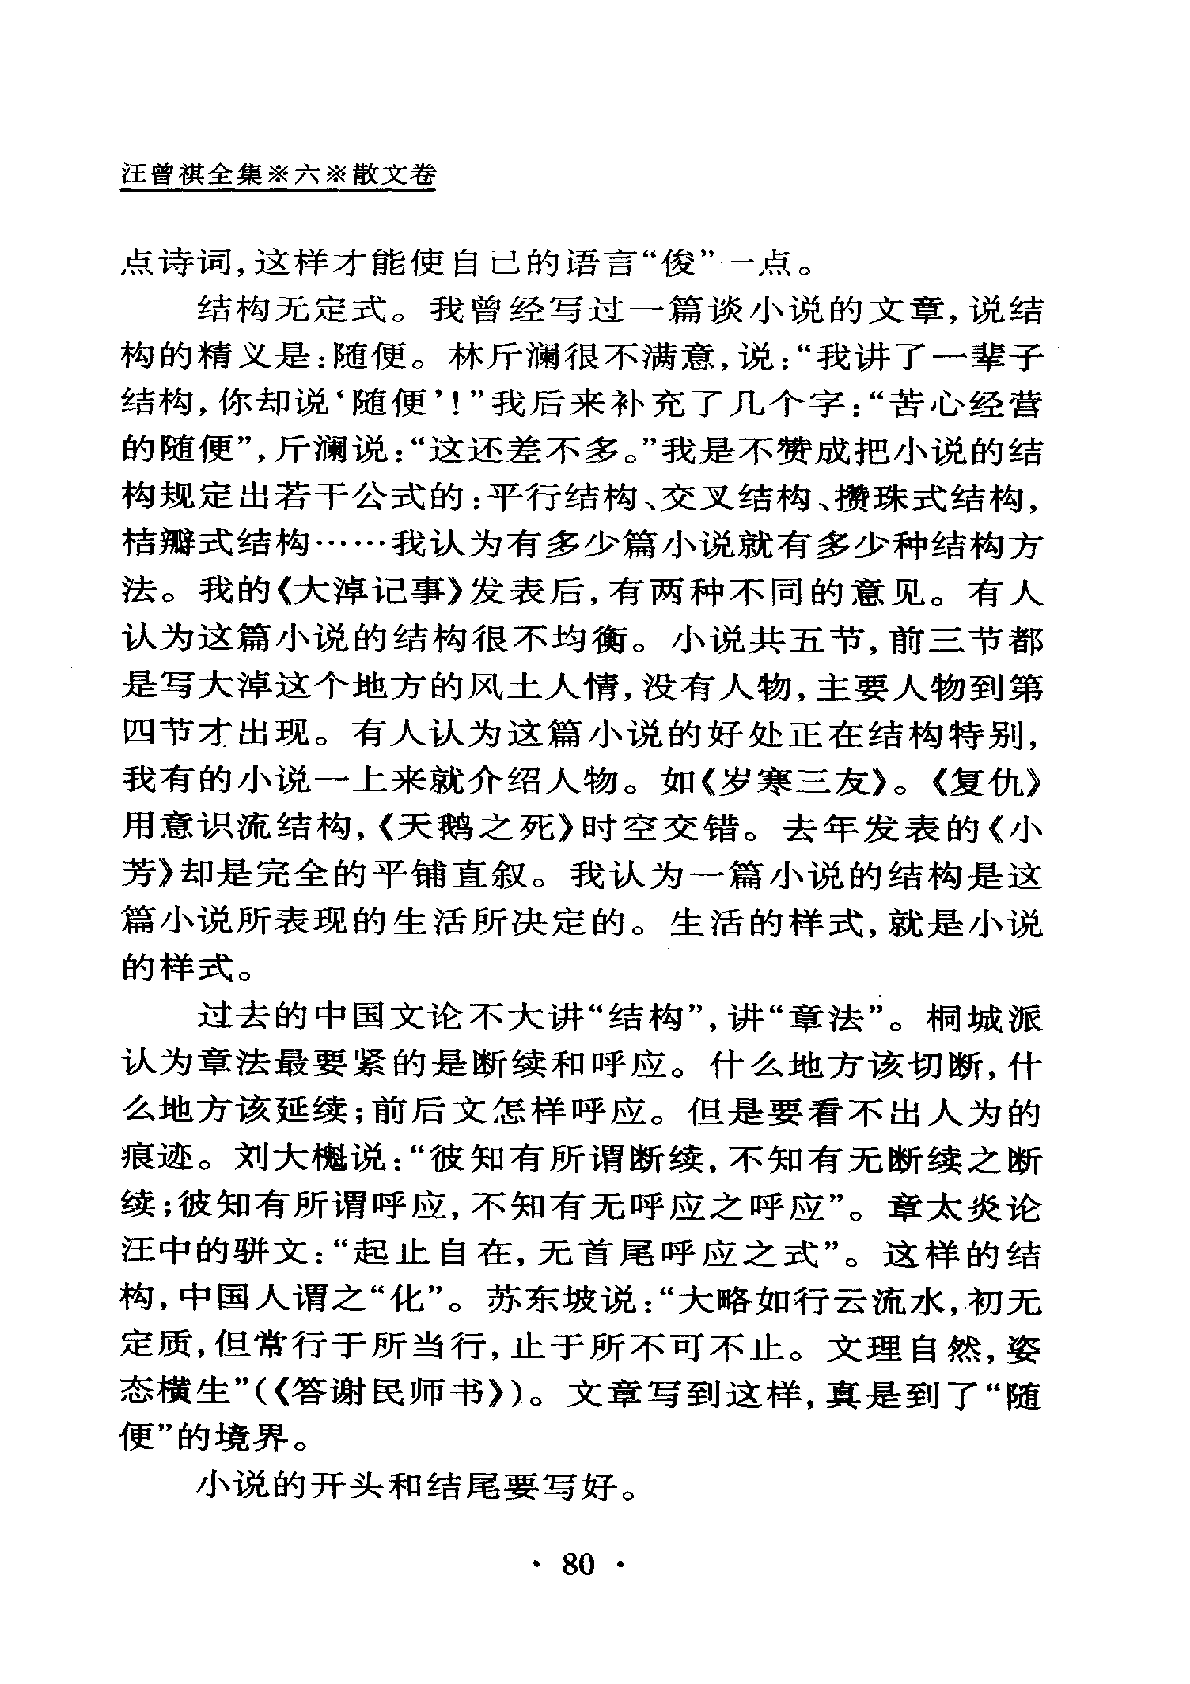 汪曾祺全集※六※散文卷
点诗词,这样才能使自己的语言“俊”一点。
结构无定式。我曾经写过一篇谈小说的文章,说结
构的精义是:随便。林斤澜很不满意,说:“我讲了一辈子
结构,你却说‘随便’!”我后来补充了几个字:“苦心经营
的随便”,斤澜说:“这还差不多。”我是不赞成把小说的结
构规定出若干公式的:平行结构、交叉结构、攒珠式结构,
桔瓣式结构……我认为有多少篇小说就有多少种结构方
法。我的《大淖记事》发表后,有两种不同的意见。有人
认为这篇小说的结构很不均衡。小说共五节,前三节都
是写大淖这个地方的风土人情,没有人物,主要人物到第
四节才出现。有人认为这篇小说的好处正在结构特别,
我有的小说一上来就介绍人物。如《岁寒三友》。《复仇》
用意识流结构,《天鹅之死》时空交错。去年发表的《小
芳》却是完全的平铺直叙。我认为一篇小说的结构是这
篇小说所表现的生活所决定的。生活的样式,就是小说
的样式。
过去的中国文论不大讲“结构”,讲“章法”。桐城派
认为章法最要紧的是断续和呼应。什么地方该切断,什
么地方该延续;前后文怎样呼应。但是要看不出人为的
痕迹。刘大櫆说:“彼知有所谓断续,不知有无断续之断
续;彼知有所谓呼应,不知有无呼应之呼应”。章太炎论
汪中的骈文:“起止自在,无首尾呼应之式”。这样的结
构,中国人谓之“化”。苏东坡说:“大略如行云流水,初无
定质,但常行于所当行,止于所不可不止。文理自然,姿
态横生”(《答谢民师书》)。文章写到这样,真是到了“随
便”的境界。
小说的开头和结尾要写好。
· 80 ·